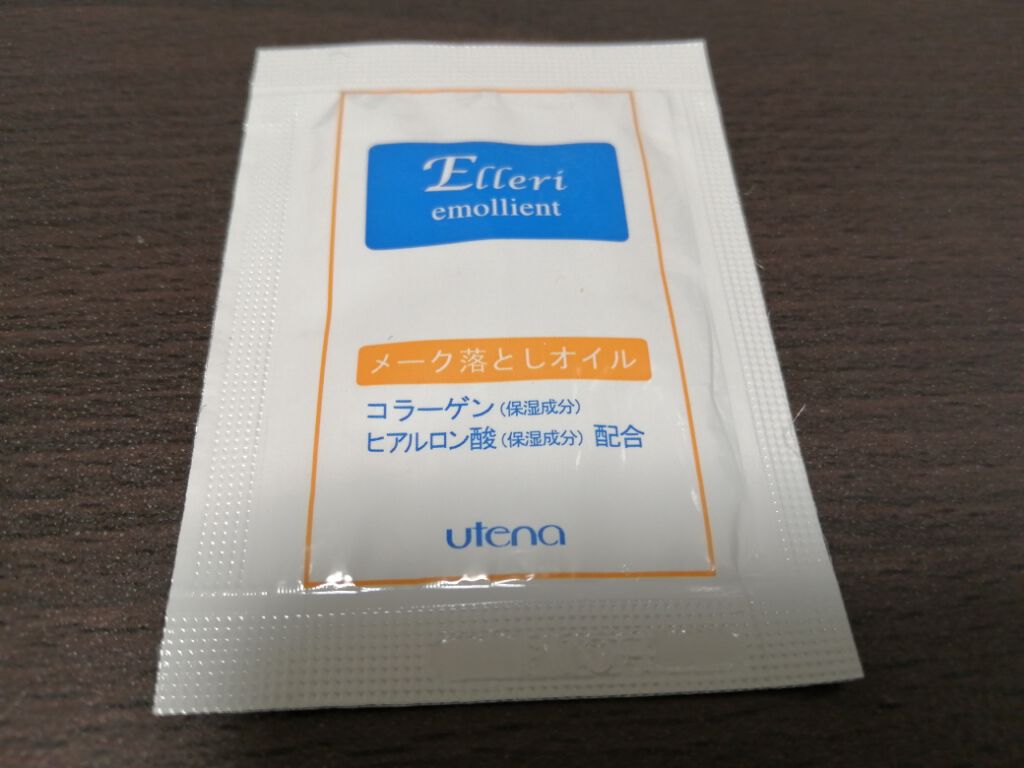 Elleri
emollient
メーク落としオイル
コラーゲン(保湿成分)
ヒアルロン酸(保湿成分) 配合
utena